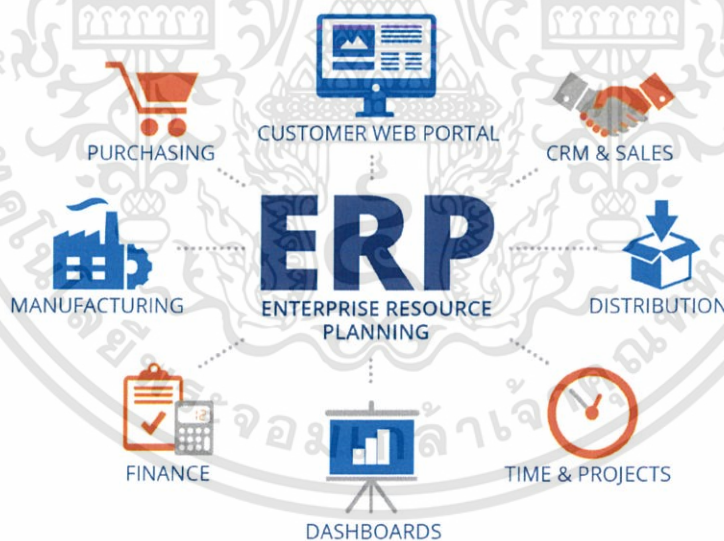 CUSTOMER WEB PORTAL
PURCHASING
CRM & SALES
ERP
ENTERPRISE RESOURCE
PLANNING
MANUFACTURING
DISTRIBUTION
FINANCE
DASHBOARDS
TIME & PROJECTS